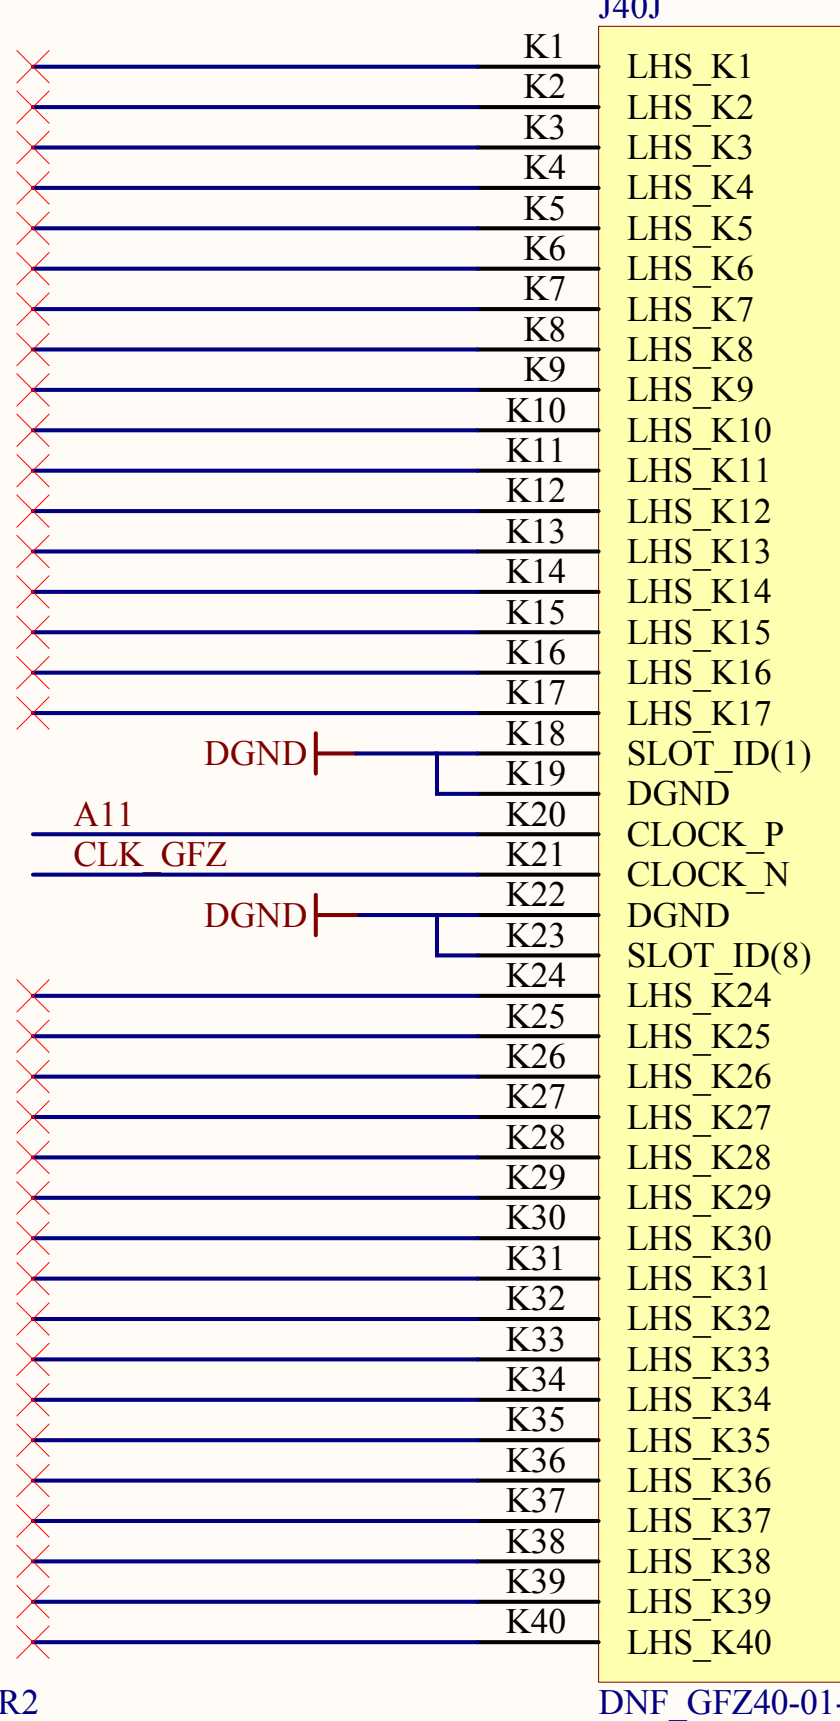 J40J
K1 LHS_K1
K2 LHS_K2
K3 LHS_K3
K4 LHS_K4
K5 LHS_K5
K6 LHS_K6
K7 LHS_K7
K8 LHS_K8
K9 LHS_K9
K10 LHS_K10
K11 LHS_K11
K12 LHS_K12
K13 LHS_K13
K14 LHS_K14
K15 LHS_K15
K16 LHS_K16
K17 LHS_K17
DGND K18 SLOT_ID(1)
K19 DGND
A11 K20 CLOCK_P
CLK_GFZ K21 CLOCK_N
DGND K22 DGND
K23 SLOT_ID(8)
K24 LHS_K24
K25 LHS_K25
K26 LHS_K26
K27 LHS_K27
K28 LHS_K28
K29 LHS_K29
K30 LHS_K30
K31 LHS_K31
K32 LHS_K32
K33 LHS_K33
K34 LHS_K34
K35 LHS_K35
K36 LHS_K36
K37 LHS_K37
K38 LHS_K38
K39 LHS_K39
K40 LHS_K40
R2 DNF_GFZ40-01-